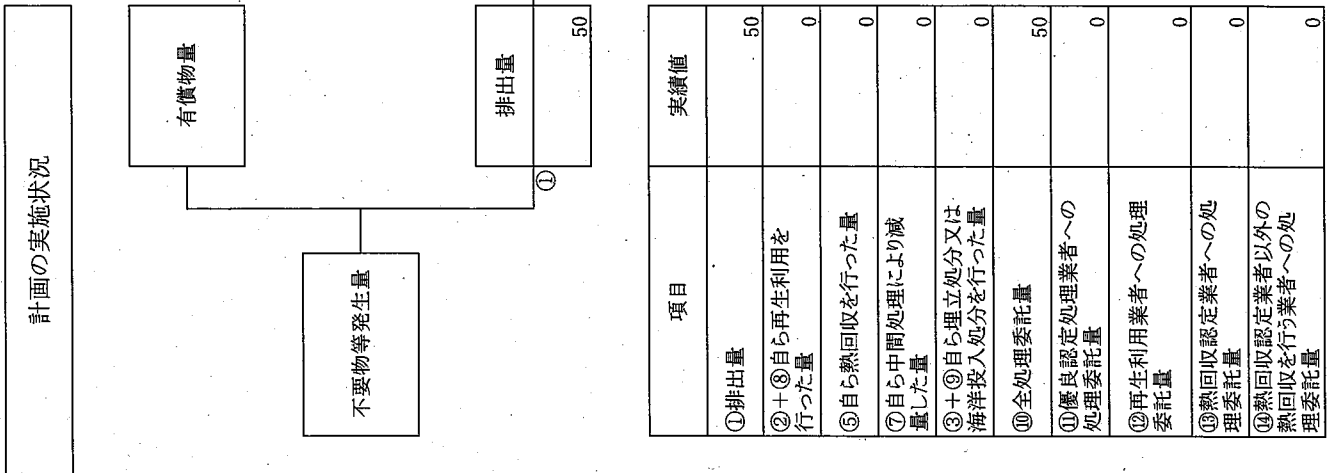 計画の実施状況
不要物等発生量
有償物量
①
排出量
50
項目
実績値
①排出量
50
②+⑧自ら再生利用を
行った量
0
⑤自ら熱回収を行った量
0
⑦自ら中間処理により減
量した量
0
③+⑨自ら埋立処分又は
海洋投入処分を行った量
0
⑩全処理委託量
50
⑪優良認定処理業者への
処理委託量
0
⑫再生利用業者への処理
委託量
0
⑬熱回収認定業者への処
理委託量
0
⑭熱回収認定業者以外の
熱回収を行う業者への処
理委託量
0